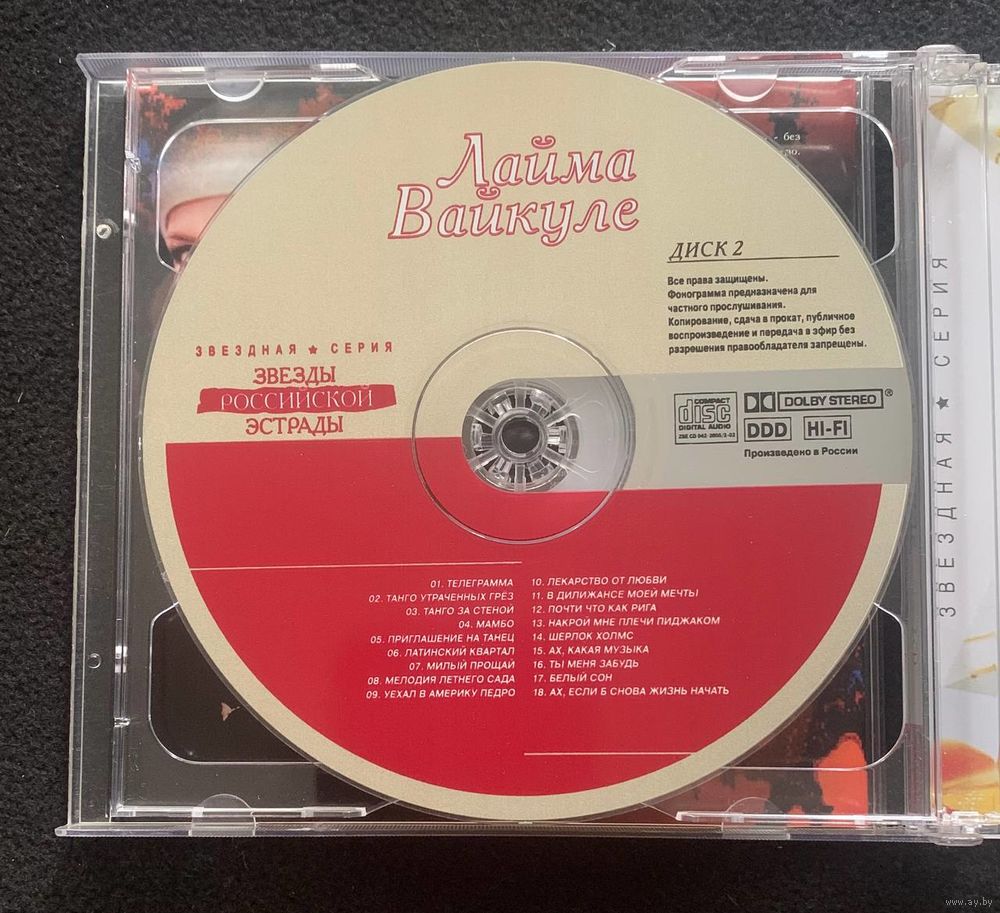 Лайма
Вайкуле
- без
ДИСК 2
Все права защищены.
Фонограмма предназначена для
частного прослушивания.
Копирование, сдача в прокат, публичное
воспроизведение и передача в эфир без
разрешения правообладателя запрещены.
ЗВЕЗДНАЯ ★ СЕРИЯ
ЗВЕЗДЫ
РОССИЙСКОЙ
ЭСТРАДЫ
COMPACT
disc
DIGITAL AUDIO
DOLBY STEREO®
DDD
HI-FI
Произведено в России
01. ТЕЛЕГРАММА
02. ТАНГО УТРАЧЕННЫХ ГРЁЗ
03. ТАНГО ЗА СТЕНОЙ
04. МАМБО
05. ПРИГЛАШЕНИЕ НА ТАНЕЦ
06. ЛАТИНСКИЙ КВАРТАЛ
07. МИЛЫЙ ПРОЩАЙ
08. МЕЛОДИЯ ЛЕТНЕГО САДА
09. УЕХАЛ В АМЕРИКУ ПЕДРО
10. ЛЕКАРСТВО ОТ ЛЮБВИ
11. В ДИЛИЖАНСЕ МОЕЙ МЕЧТЫ
12. ПОЧТИ ЧТО КАК РИГА
13. НАКРОЙ МНЕ ПЛЕЧИ ПИДЖАКОМ
14. ШЕРЛОК ХОЛМС
15. АХ, КАКАЯ МУЗЫКА
16. ТЫ МЕНЯ ЗАБУДЬ
17. БЕЛЫЙ СОН
18. АХ, ЕСЛИ Б СНОВА ЖИЗНЬ НАЧАТЬ
ЗВЕЗДНАЯ ★ СЕРИЯ
www.ay.by